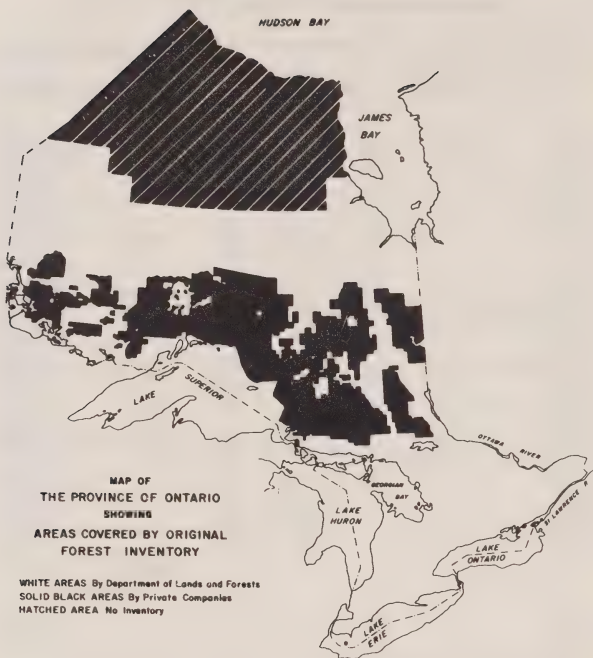 HUDSON BAY
JAMES
BAY
LAKE
SUPERIOR
OTTAWA RIVER
GEORGIAN
BAY
LAKE
HURON
ST LAWRENCE R
LAKE
ONTARIO
LAKE
ERIE
MAP OF
THE PROVINCE OF ONTARIO
SHOWING
AREAS COVERED BY ORIGINAL
FOREST INVENTORY
WHITE AREAS By Department of Lands and Forests
SOLID BLACK AREAS By Private Companies
HATCHED AREA No Inventory